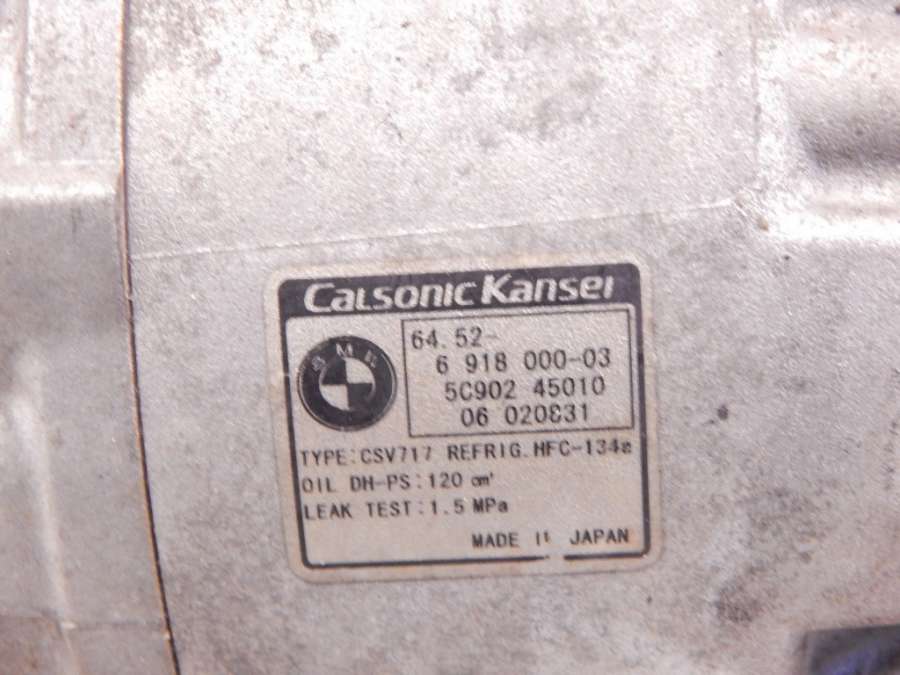 CALSONIC KANSEI
BMW
64.52-
6 918 000-03
5C902 45010
06 020831
TYPE:CSV717 REFRIG.HFC-134a
OIL DH-PS:120 cm³
LEAK TEST:1.5 MPa
MADE IN JAPAN